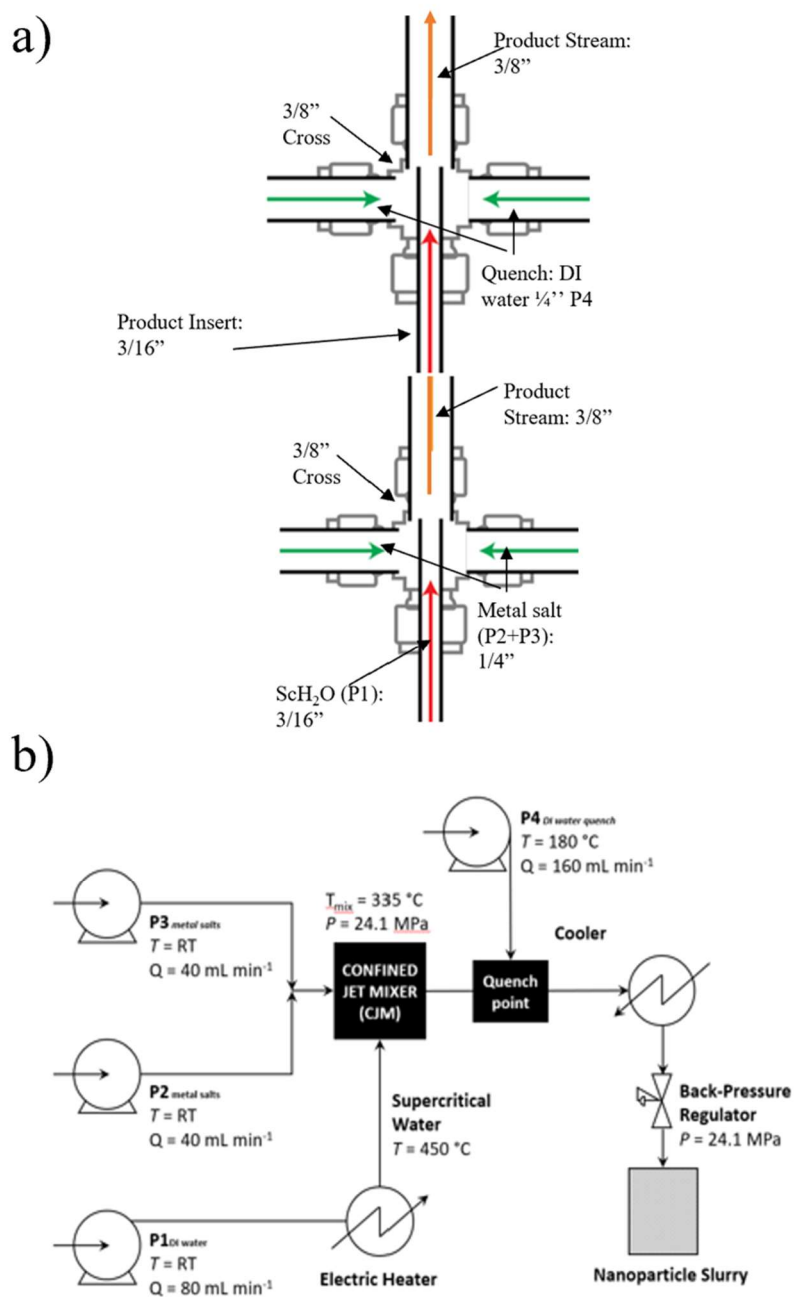 a)
Product Stream:
3/8”
3/8”
Cross
Quench: DI
water ¼’’ P4
Product Insert:
3/16”
Product
Stream: 3/8”
3/8”
Cross
Metal salt
(P2+P3):
1/4”
ScH₂O (P1):
3/16”
b)
P4 DI water quench
T = 180 °C
Q = 160 mL min⁻¹
P3 metal salts
T = RT
Q = 40 mL min⁻¹
Tmix = 335 °C
P = 24.1 MPa
Cooler
CONFINED
JET MIXER
(CJM)
Quench
point
P2 metal salts
T = RT
Q = 40 mL min⁻¹
Supercritical
Water
T = 450 °C
Back-Pressure
Regulator
P = 24.1 MPa
P1 DI water
T = RT
Q = 80 mL min⁻¹
Electric Heater
Nanoparticle Slurry